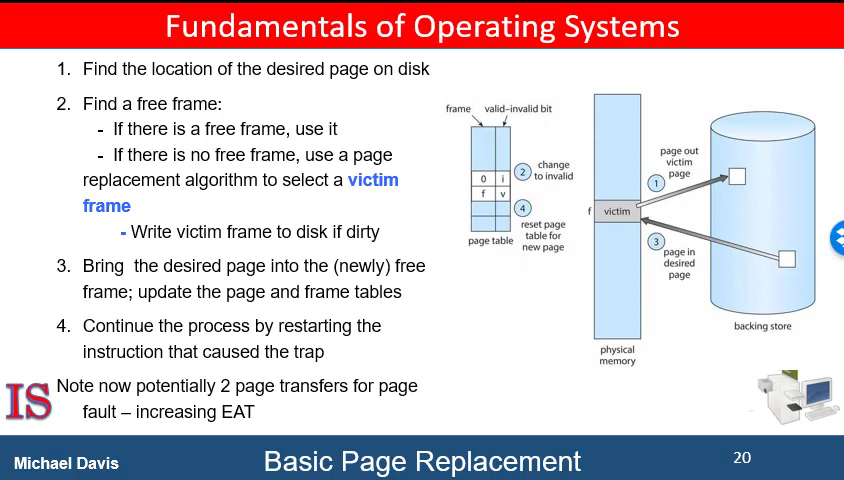 Fundamentals of Operating Systems
1. Find the location of the desired page on disk
2. Find a free frame:
- If there is a free frame, use it
- If there is no free frame, use a page
replacement algorithm to select a victim
frame
- Write victim frame to disk if dirty
3. Bring the desired page into the (newly) free
frame; update the page and frame tables
4. Continue the process by restarting the
instruction that caused the trap
Note now potentially 2 page transfers for page
fault – increasing EAT
frame
valid–invalid bit
0 i
f v
page table
2 change
to invalid
4
reset page
table for
new page
f victim
physical
memory
1
page out
victim
page
3
page in
desired
page
backing store
IS
Michael Davis
Basic Page Replacement
20